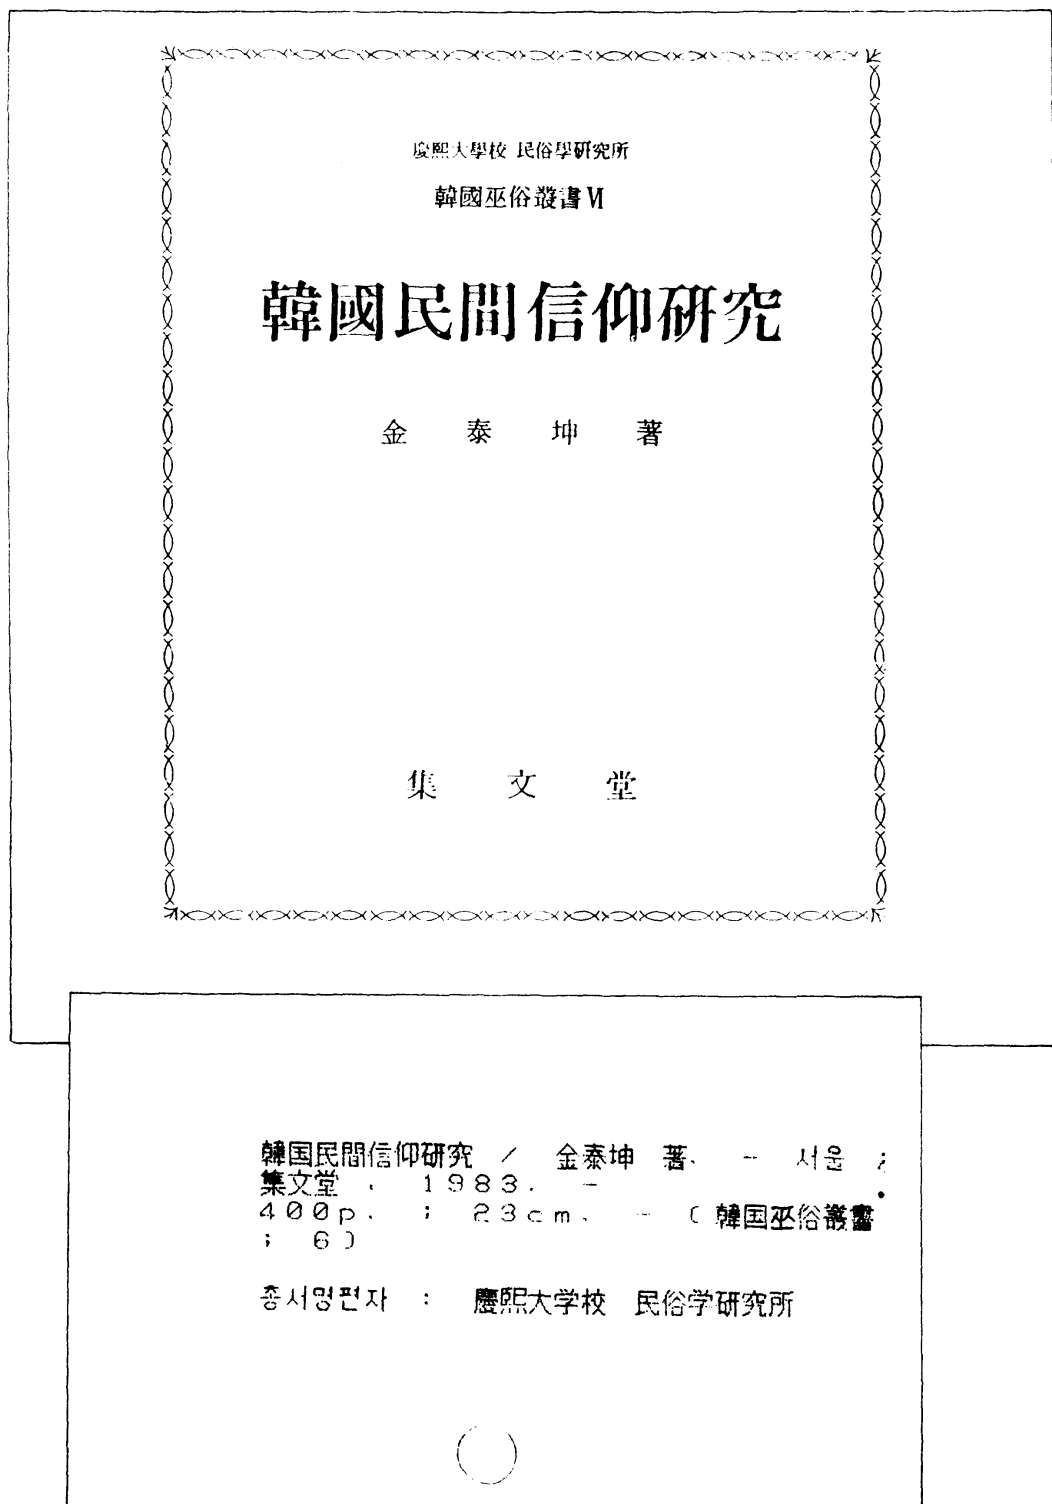 慶熙大學校 民俗學硏究所
韓國巫俗叢書 Ⅵ
韓國民間信仰硏究
金 泰 坤 著
集 文 堂
韓国民間信仰研究 / 金泰坤 著. - 서울 :
集文堂 , 1983. -
400p. ; 23cm. - (韓国巫俗叢書
; 6)
총서명편자 : 慶熙大学校 民俗学研究所